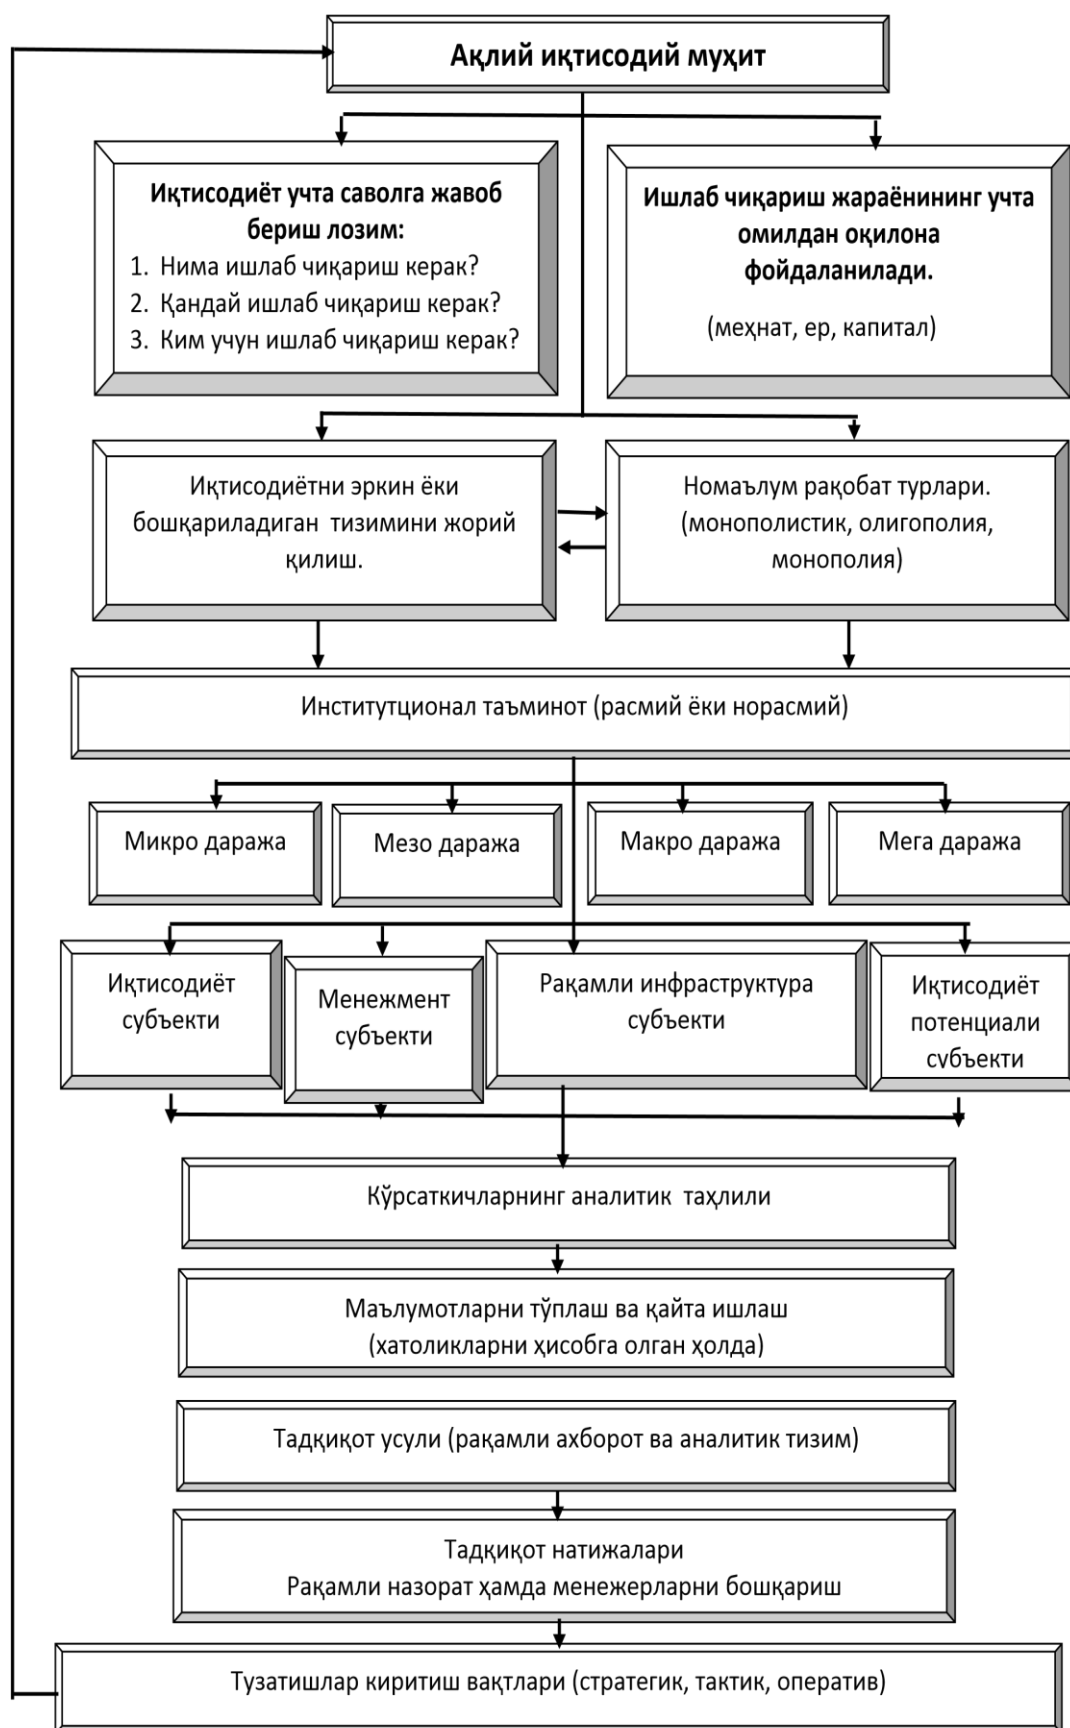 Ақлий иқтисодий муҳит
Иқтисодиёт учта саволга жавоб
бериш лозим:
1. Нима ишлаб чиқариш керак?
2. Қандай ишлаб чиқариш керак?
3. Ким учун ишлаб чиқариш керак?
Ишлаб чиқариш жараёнининг учта
омилдан оқилона
фойдаланилади.
(меҳнат, ер, капитал)
Иқтисодиётни эркин ёки
бошқариладиган тизимини жорий
қилиш.
Номаълум рақобат турлари.
(монополистик, олигополия,
монополия)
Институтционал таъминот (расмий ёки норасмий)
Микро даража
Мезо даража
Макро даража
Мега даража
Иқтисодиёт
субъекти
Менежмент
субъекти
Рақамли инфраструктура
субъекти
Иқтисодиёт
потенциали
субъекти
Кўрсаткичларнинг аналитик таҳлили
Маълумотларни тўплаш ва қайта ишлаш
(хатоликларни ҳисобга олган ҳолда)
Тадқиқот усули (рақамли ахборот ва аналитик тизим)
Тадқиқот натижалари
Рақамли назорат ҳамда менежерларни бошқариш
Тузатишлар киритиш вақтлари (стратегик, тактик, оператив)